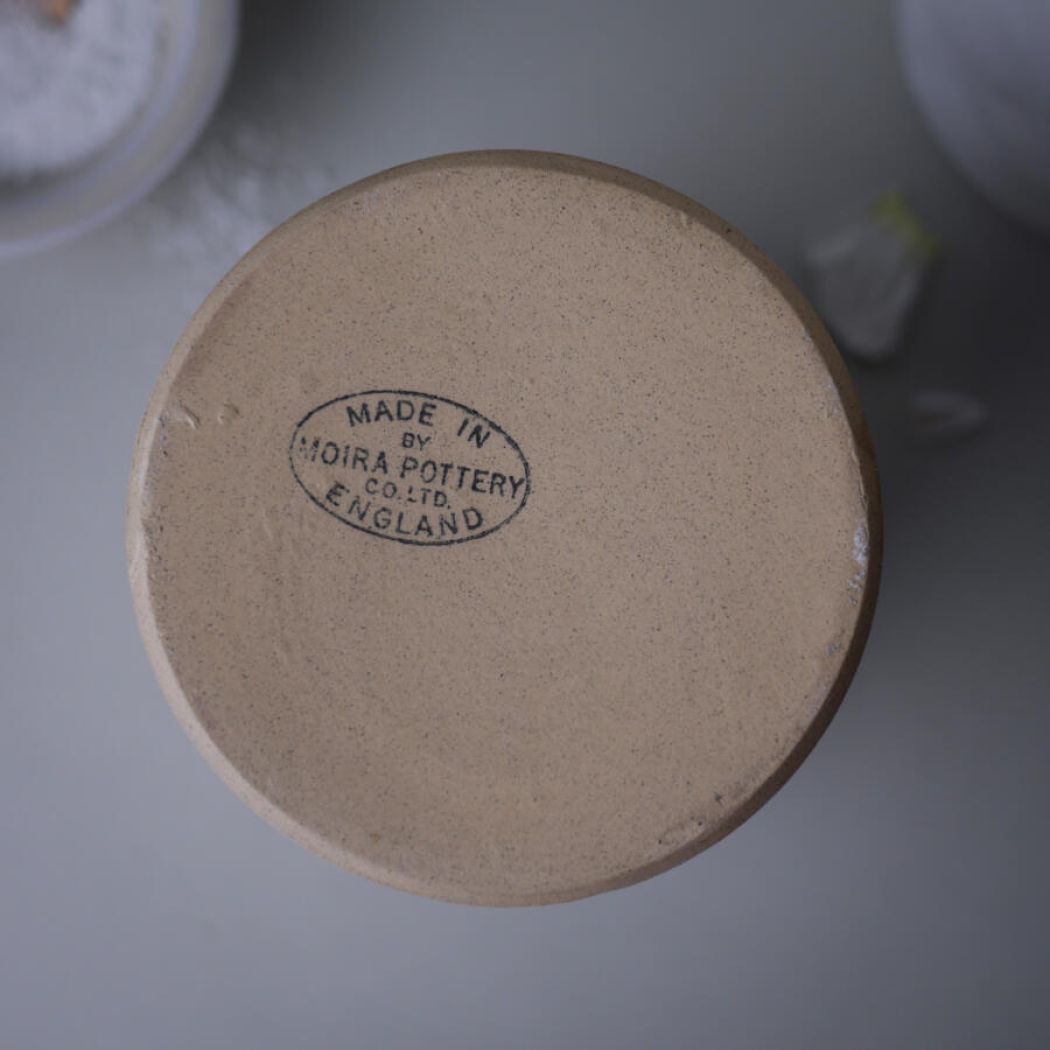 MADE IN
BY
MOIRA POTTERY
CO. LTD.
ENGLAND